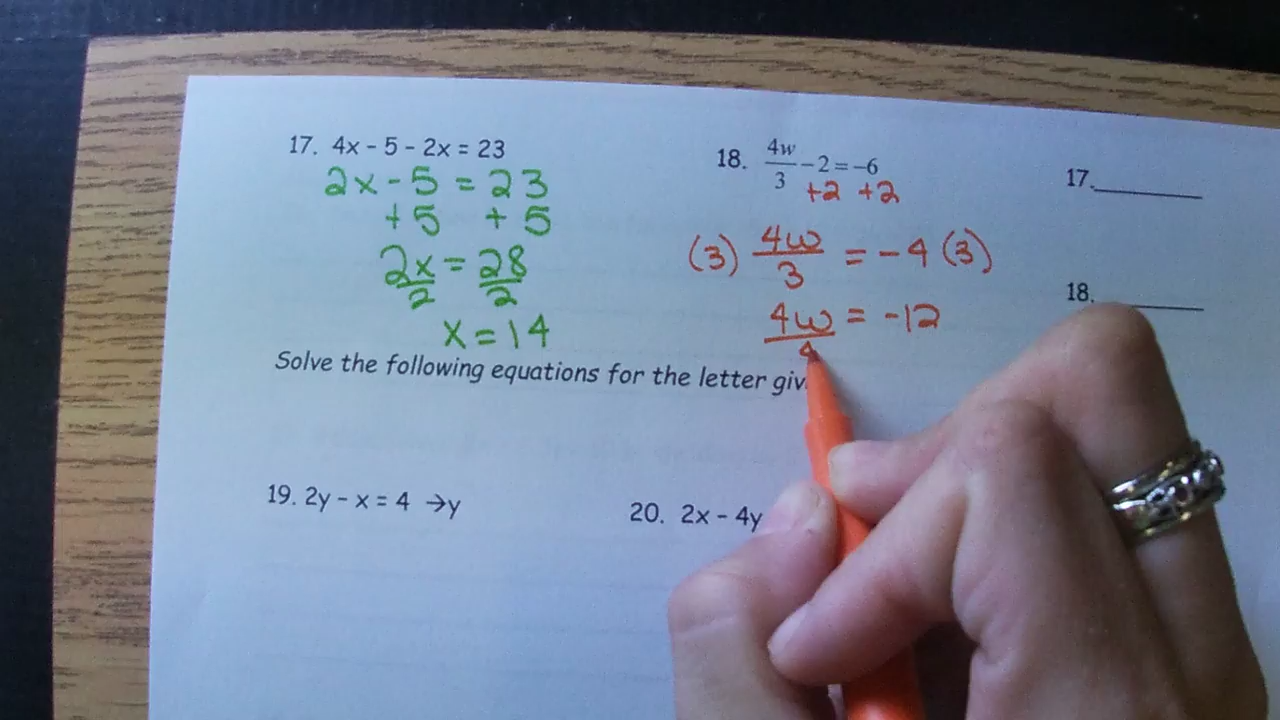 17. 4x - 5 - 2x = 23
2x - 5 = 23
+ 5 + 5
2x/2 = 28/2
x = 14
18. 4w/3 - 2 = -6
+2 +2
(3) 4w/3 = -4 (3)
4w/4 = -12
17. ______
18. ______
Solve the following equations for the letter
19. 2y - x = 4 →y
20. 2x - 4y